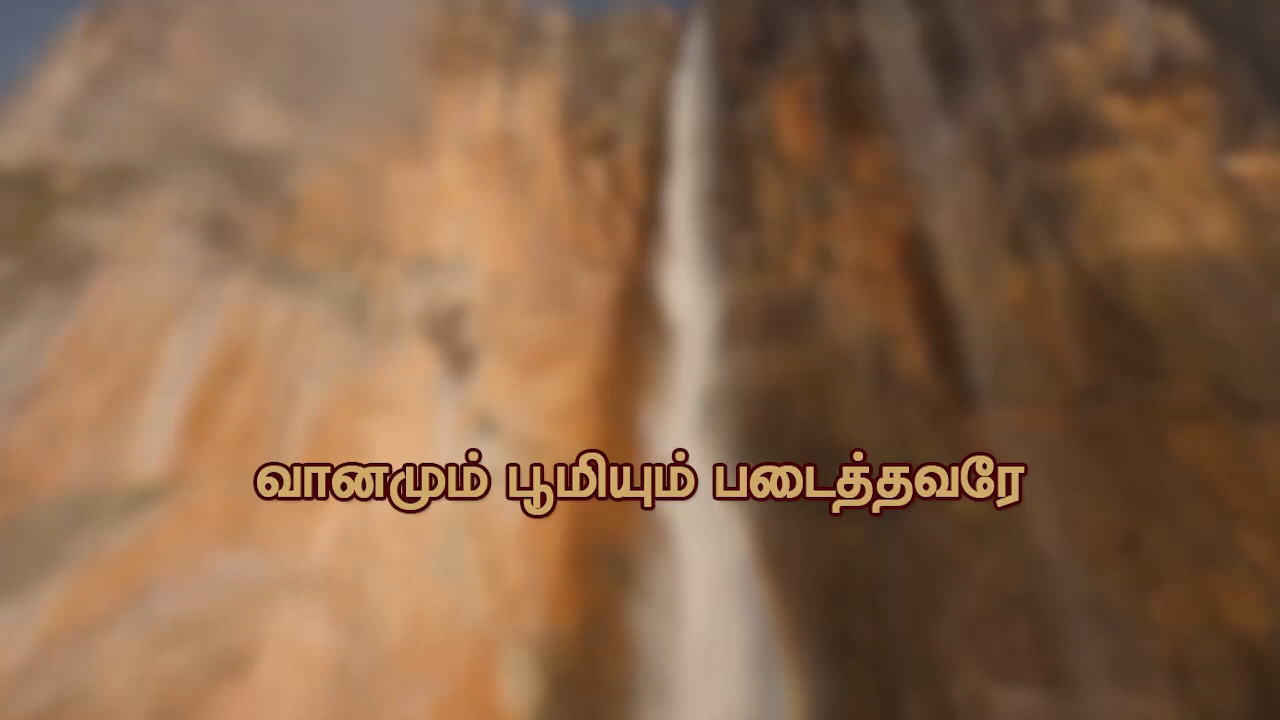 வானமும் பூமியும் படைத்தவரே